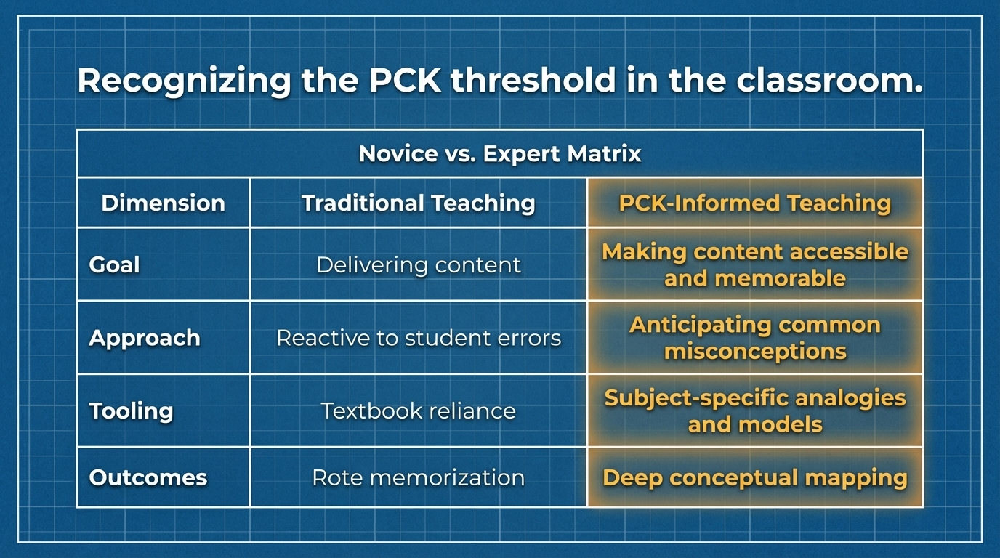 Recognizing the PCK threshold in the classroom.
Novice vs. Expert Matrix
Dimension
Traditional Teaching
PCK-Informed Teaching
Goal
Delivering content
Making content accessible
and memorable
Approach
Reactive to student errors
Anticipating common
misconceptions
Tooling
Textbook reliance
Subject-specific analogies
and models
Outcomes
Rote memorization
Deep conceptual mapping